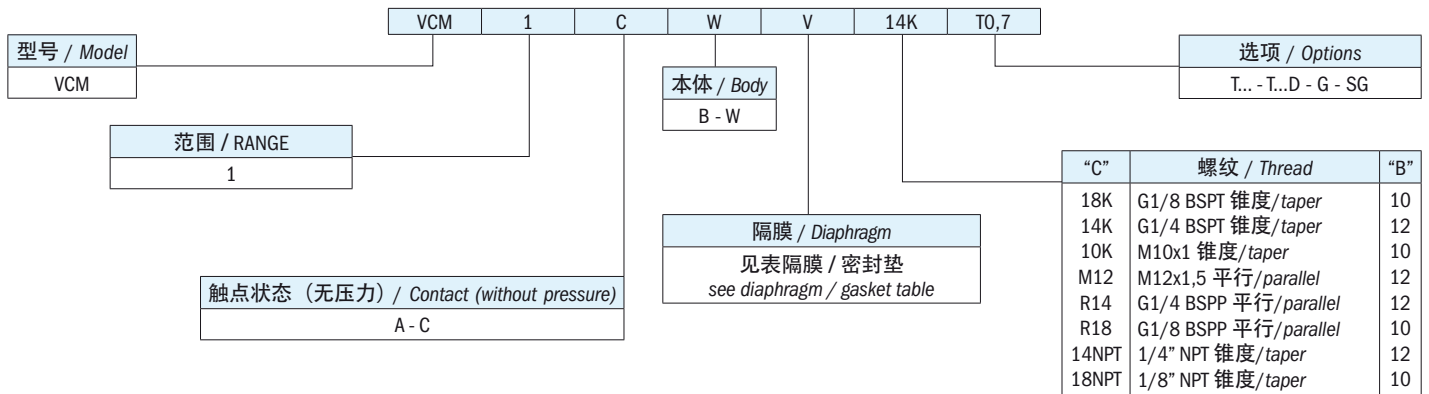 VCM 1 C W V 14K T0,7
型号 / Model
VCM
选项 / Options
T... - T...D - G - SG
本体 / Body
B - W
范围 / RANGE
1
“C” 螺纹 / Thread “B”
18K G1/8 BSPT 锥度/taper 10
14K G1/4 BSPT 锥度/taper 12
10K M10x1 锥度/taper 10
M12 M12x1,5 平行/parallel 12
R14 G1/4 BSPP 平行/parallel 12
R18 G1/8 BSPP 平行/parallel 10
14NPT 1/4” NPT 锥度/taper 12
18NPT 1/8” NPT 锥度/taper 10
隔膜 / Diaphragm
见表隔膜 / 密封垫
see diaphragm / gasket table
触点状态（无压力）/ Contact (without pressure)
A - C